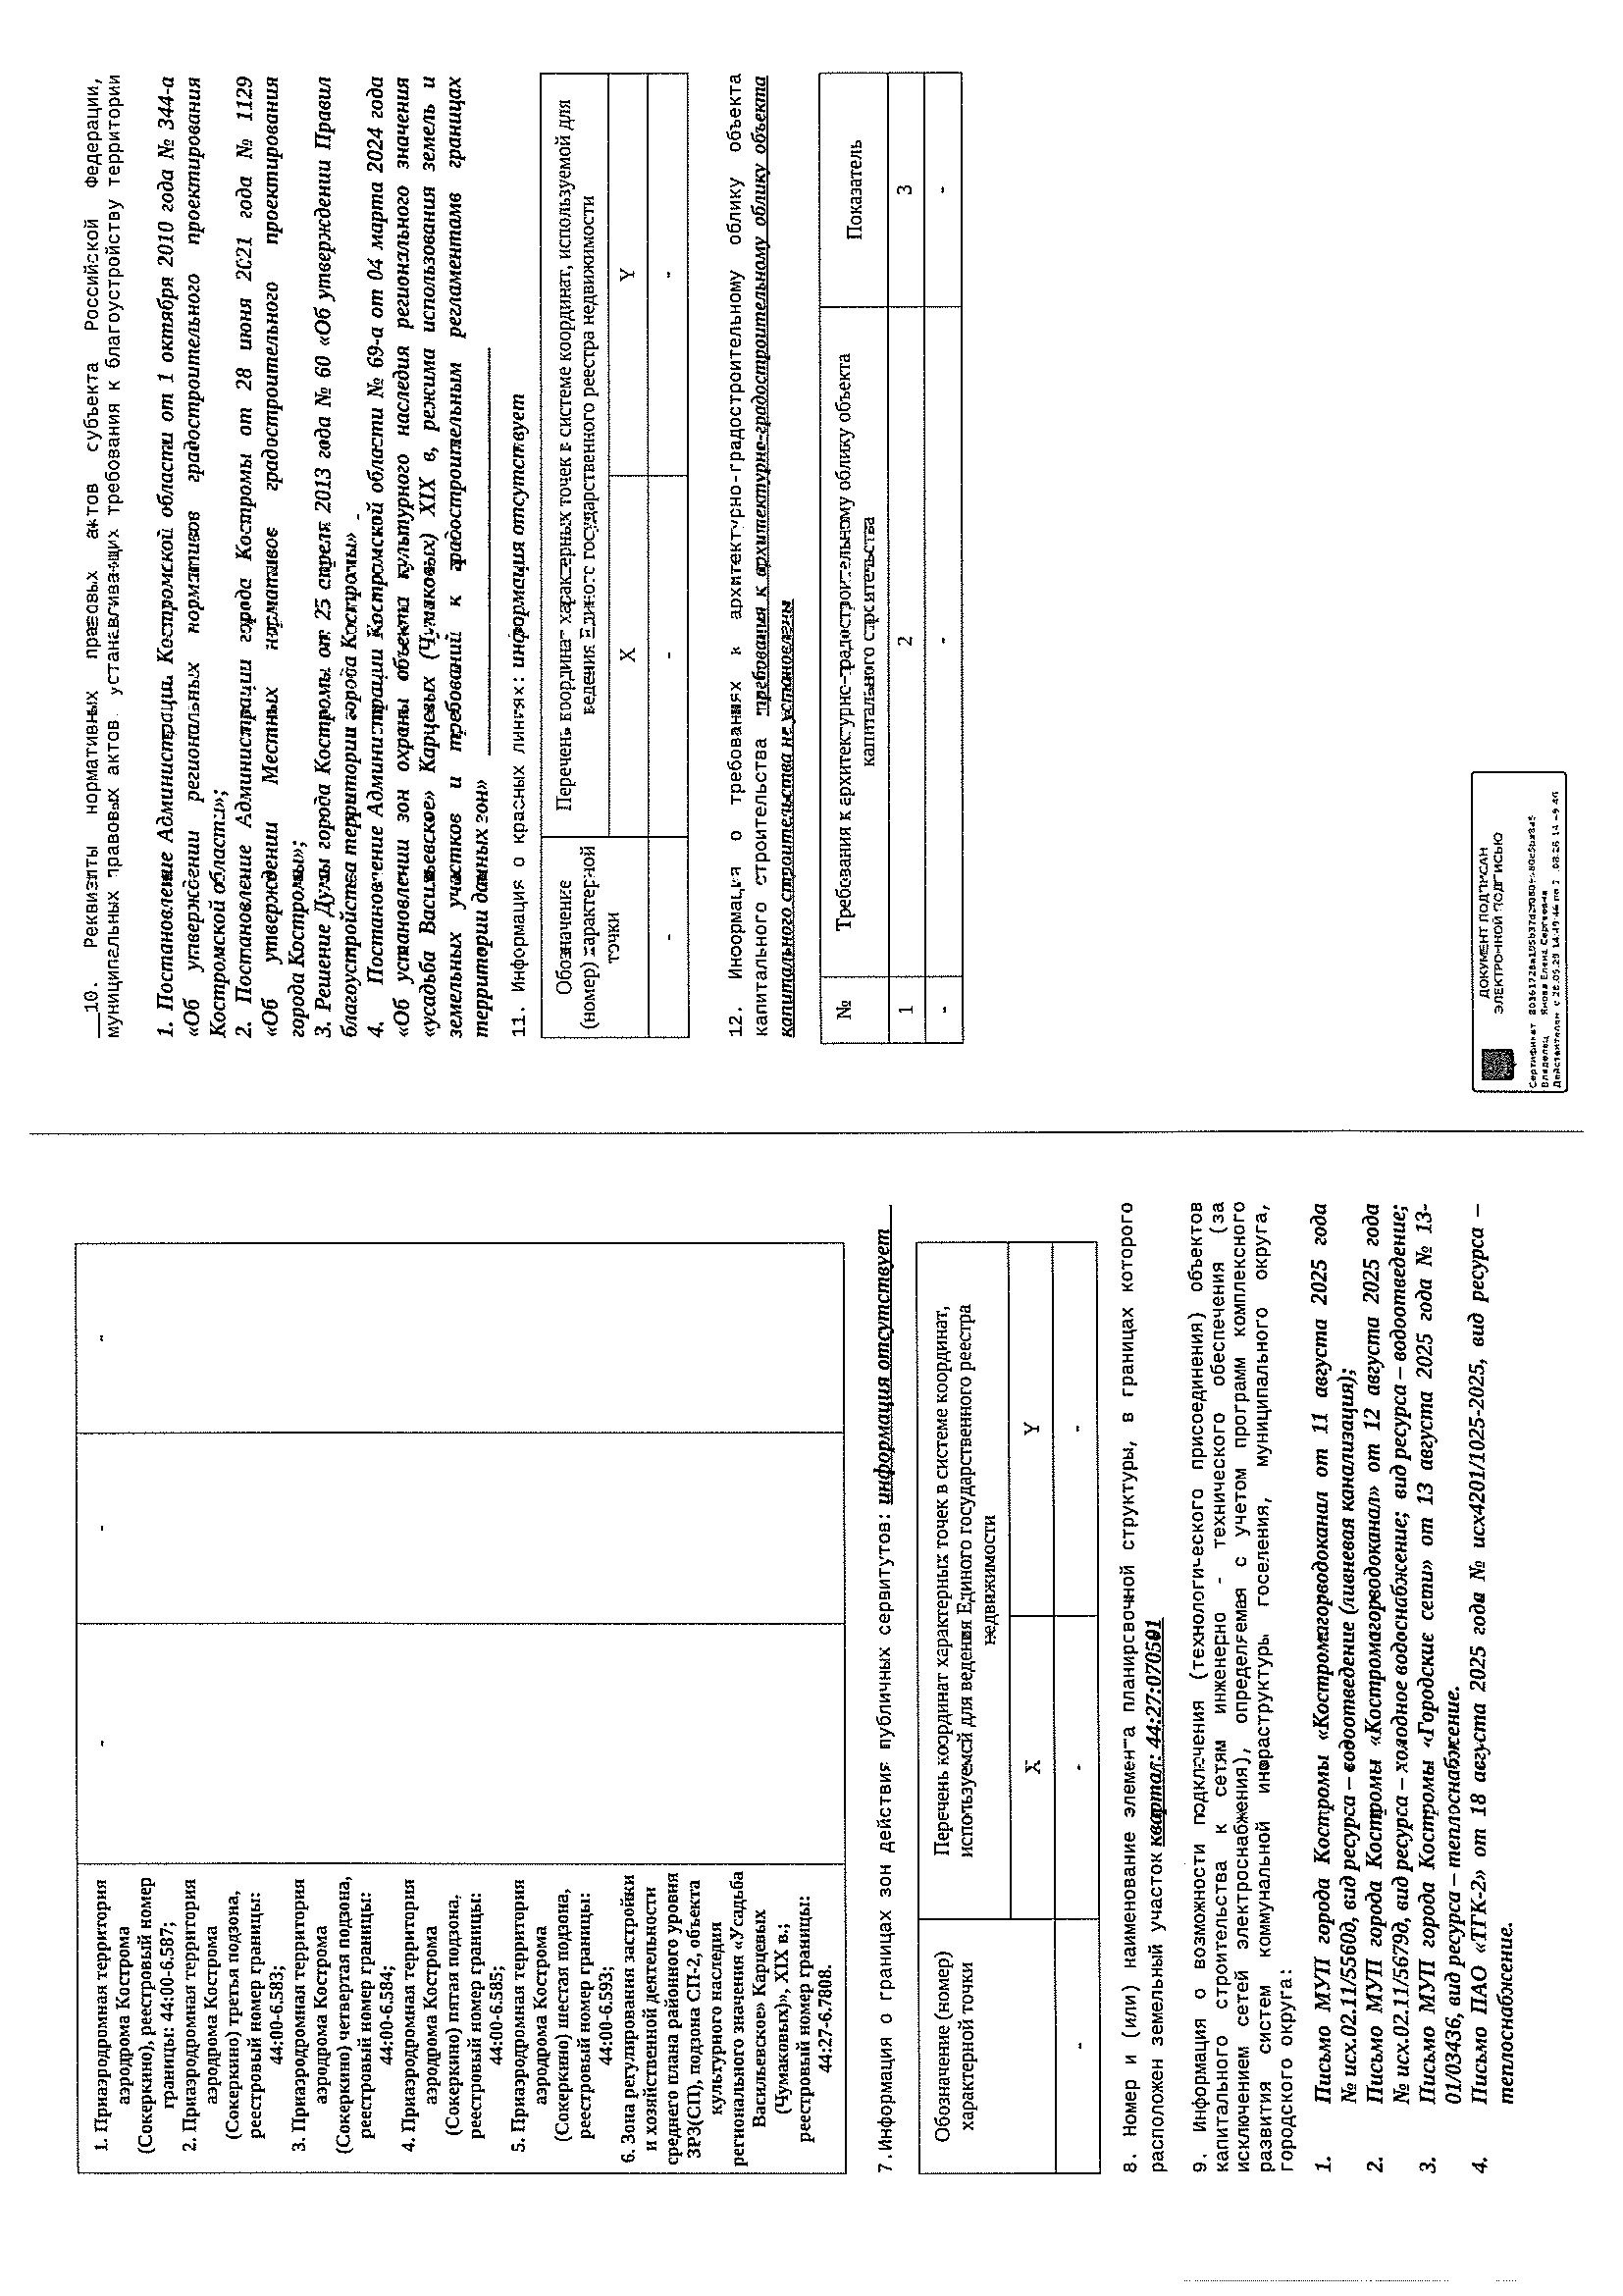 1. Приаэродромная территория
аэродрома Кострома
(Сокеркино), реестровый номер
границы: 44:00-6.587;
2. Приаэродромная территория
аэродрома Кострома
(Сокеркино) третья подзона,
реестровый номер границы:
44:00-6.583;
3. Приаэродромная территория
аэродрома Кострома
(Сокеркино) четвертая подзона,
реестровый номер границы:
44:00-6.584;
4. Приаэродромная территория
аэродрома Кострома
(Сокеркино) пятая подзона,
реестровый номер границы:
44:00-6.585;
5. Приаэродромная территория
аэродрома Кострома
(Сокеркино) шестая подзона,
реестровый номер границы:
44:00-6.593;
6. Зона регулирования застройки
и хозяйственной деятельности
среднего плана районного уровня
ЗРЗ(СП), подзона СП-2, объекта
культурного наследия
регионального значения «Усадьба
Васильевское» Карцевых
(Чумаковых)», XIX в.;
реестровый номер границы:
44:27-6.7808.
- - -
7.Информация о границах зон действия публичных сервитутов: информация отсутствует
Обозначение (номер)
характерной точки
Перечень координат характерных точек в системе координат,
используемой для ведения Единого государственного реестра
недвижимости
X Y
- - -
8. Номер и (или) наименование элемента планировочной структуры, в границах которого
расположен земельный участок квартал: 44:27:070501
9. Информация о возможности подключения (технологического присоединения) объектов
капитального строительства к сетям инженерно - технического обеспечения (за
исключением сетей электроснабжения), определяемая с учетом программ комплексного
развития систем коммунальной инфраструктуры поселения, муниципального округа,
городского округа:
1. Письмо МУП города Костромы «Костромагорводоканал от 11 августа 2025 года
№ исх.02.11/5560д, вид ресурса – водоотведение (ливневая канализация);
2. Письмо МУП города Костромы «Костромагорводоканал» от 12 августа 2025 года
№ исх.02.11/5679д, вид ресурса – холодное водоснабжение; вид ресурса – водоотведение;
3. Письмо МУП города Костромы «Городские сети» от 13 августа 2025 года № 13-
01/03436, вид ресурса – теплоснабжение.
4. Письмо ПАО «ТГК-2» от 18 августа 2025 года № исх4201/1025-2025, вид ресурса –
теплоснабжение.
10. Реквизиты нормативных правовых актов субъекта Российской Федерации,
муниципальных правовых актов, устанавливающих требования к благоустройству территории
1. Постановление Администрации Костромской области от 1 октября 2010 года № 344-а
«Об утверждении региональных нормативов градостроительного проектирования
Костромской области»;
2. Постановление Администрации города Костромы от 28 июня 2021 года № 1129
«Об утверждении Местных нормативов градостроительного проектирования
города Костромы»;
3. Решение Думы города Костромы от 25 апреля 2013 года № 60 «Об утверждении Правил
благоустройства территории города Костромы»
4. Постановление Администрации Костромской области № 69-а от 04 марта 2024 года
«Об установлении зон охраны объекта культурного наследия регионального значения
«усадьба Васильевское» Карцевых (Чумаковых) XIX в, режима использования земель и
земельных участков и требований к градостроительным регламентам в границах
территории данных зон»
11. Информация о красных линиях: информация отсутствует
Обозначение
(номер) характерной
точки
Перечень координат характерных точек в системе координат, используемой для
ведения Единого государственного реестра недвижимости
X Y
- - -
12. Информация о требованиях к архитектурно-градостроительному облику объекта
капитального строительства требования к архитектурно-градостроительному облику объекта
капитального строительства не установлены
№ Требования к архитектурно-градостроительному облику объекта
капитального строительства
Показатель
1 2 3
- - -
ДОКУМЕНТ ПОДПИСАН
ЭЛЕКТРОННОЙ ПОДПИСЬЮ
Сертификат
Владелец Янова Елена Сергеевна
Действителен с